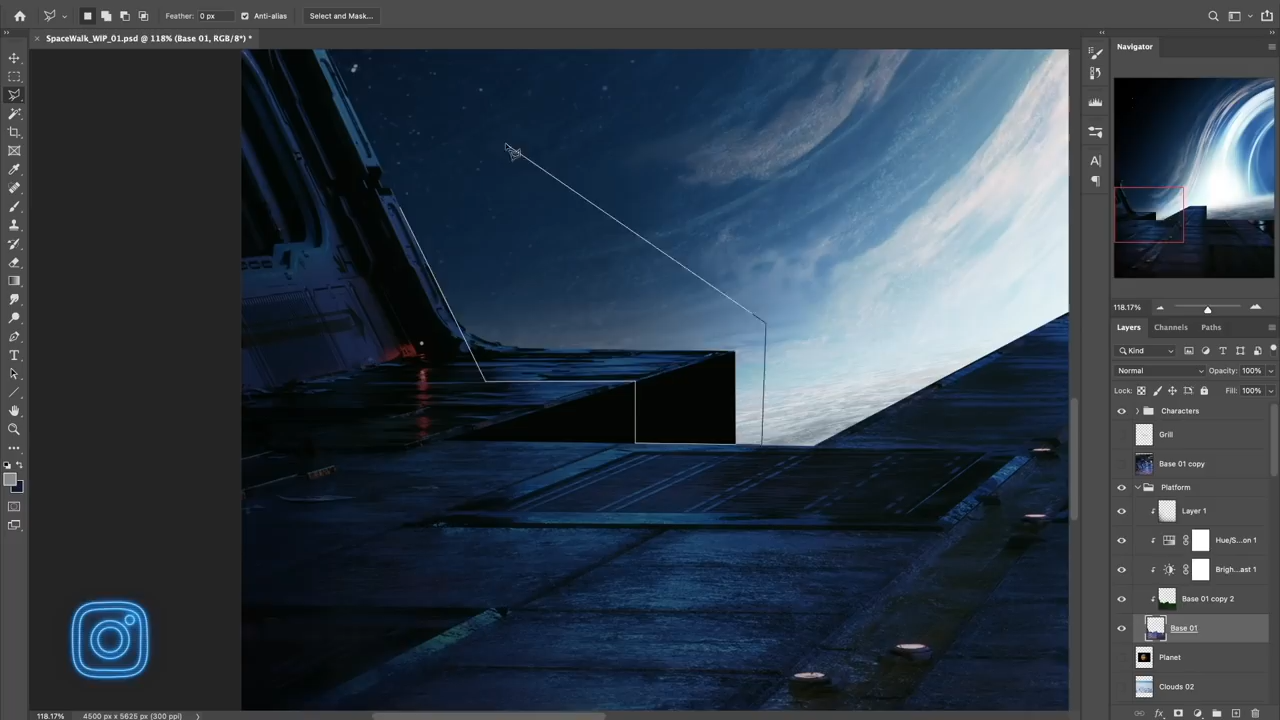 Feather: 0 px Anti-alias Select and Mask...
SpaceWalk_WIP_01.psd @ 118% (Base 01, RGB/8*) *
Navigator
118.17%
Layers Channels Paths
Kind
Normal Opacity: 100%
Lock: Fill: 100%
Characters
Grill
Base 01 copy
Platform
Layer 1
Hue/S...on 1
Brigh...ast 1
Base 01 copy 2
Base 01
Planet
Clouds 02
118.17% 4500 px x 5625 px (300 ppi)